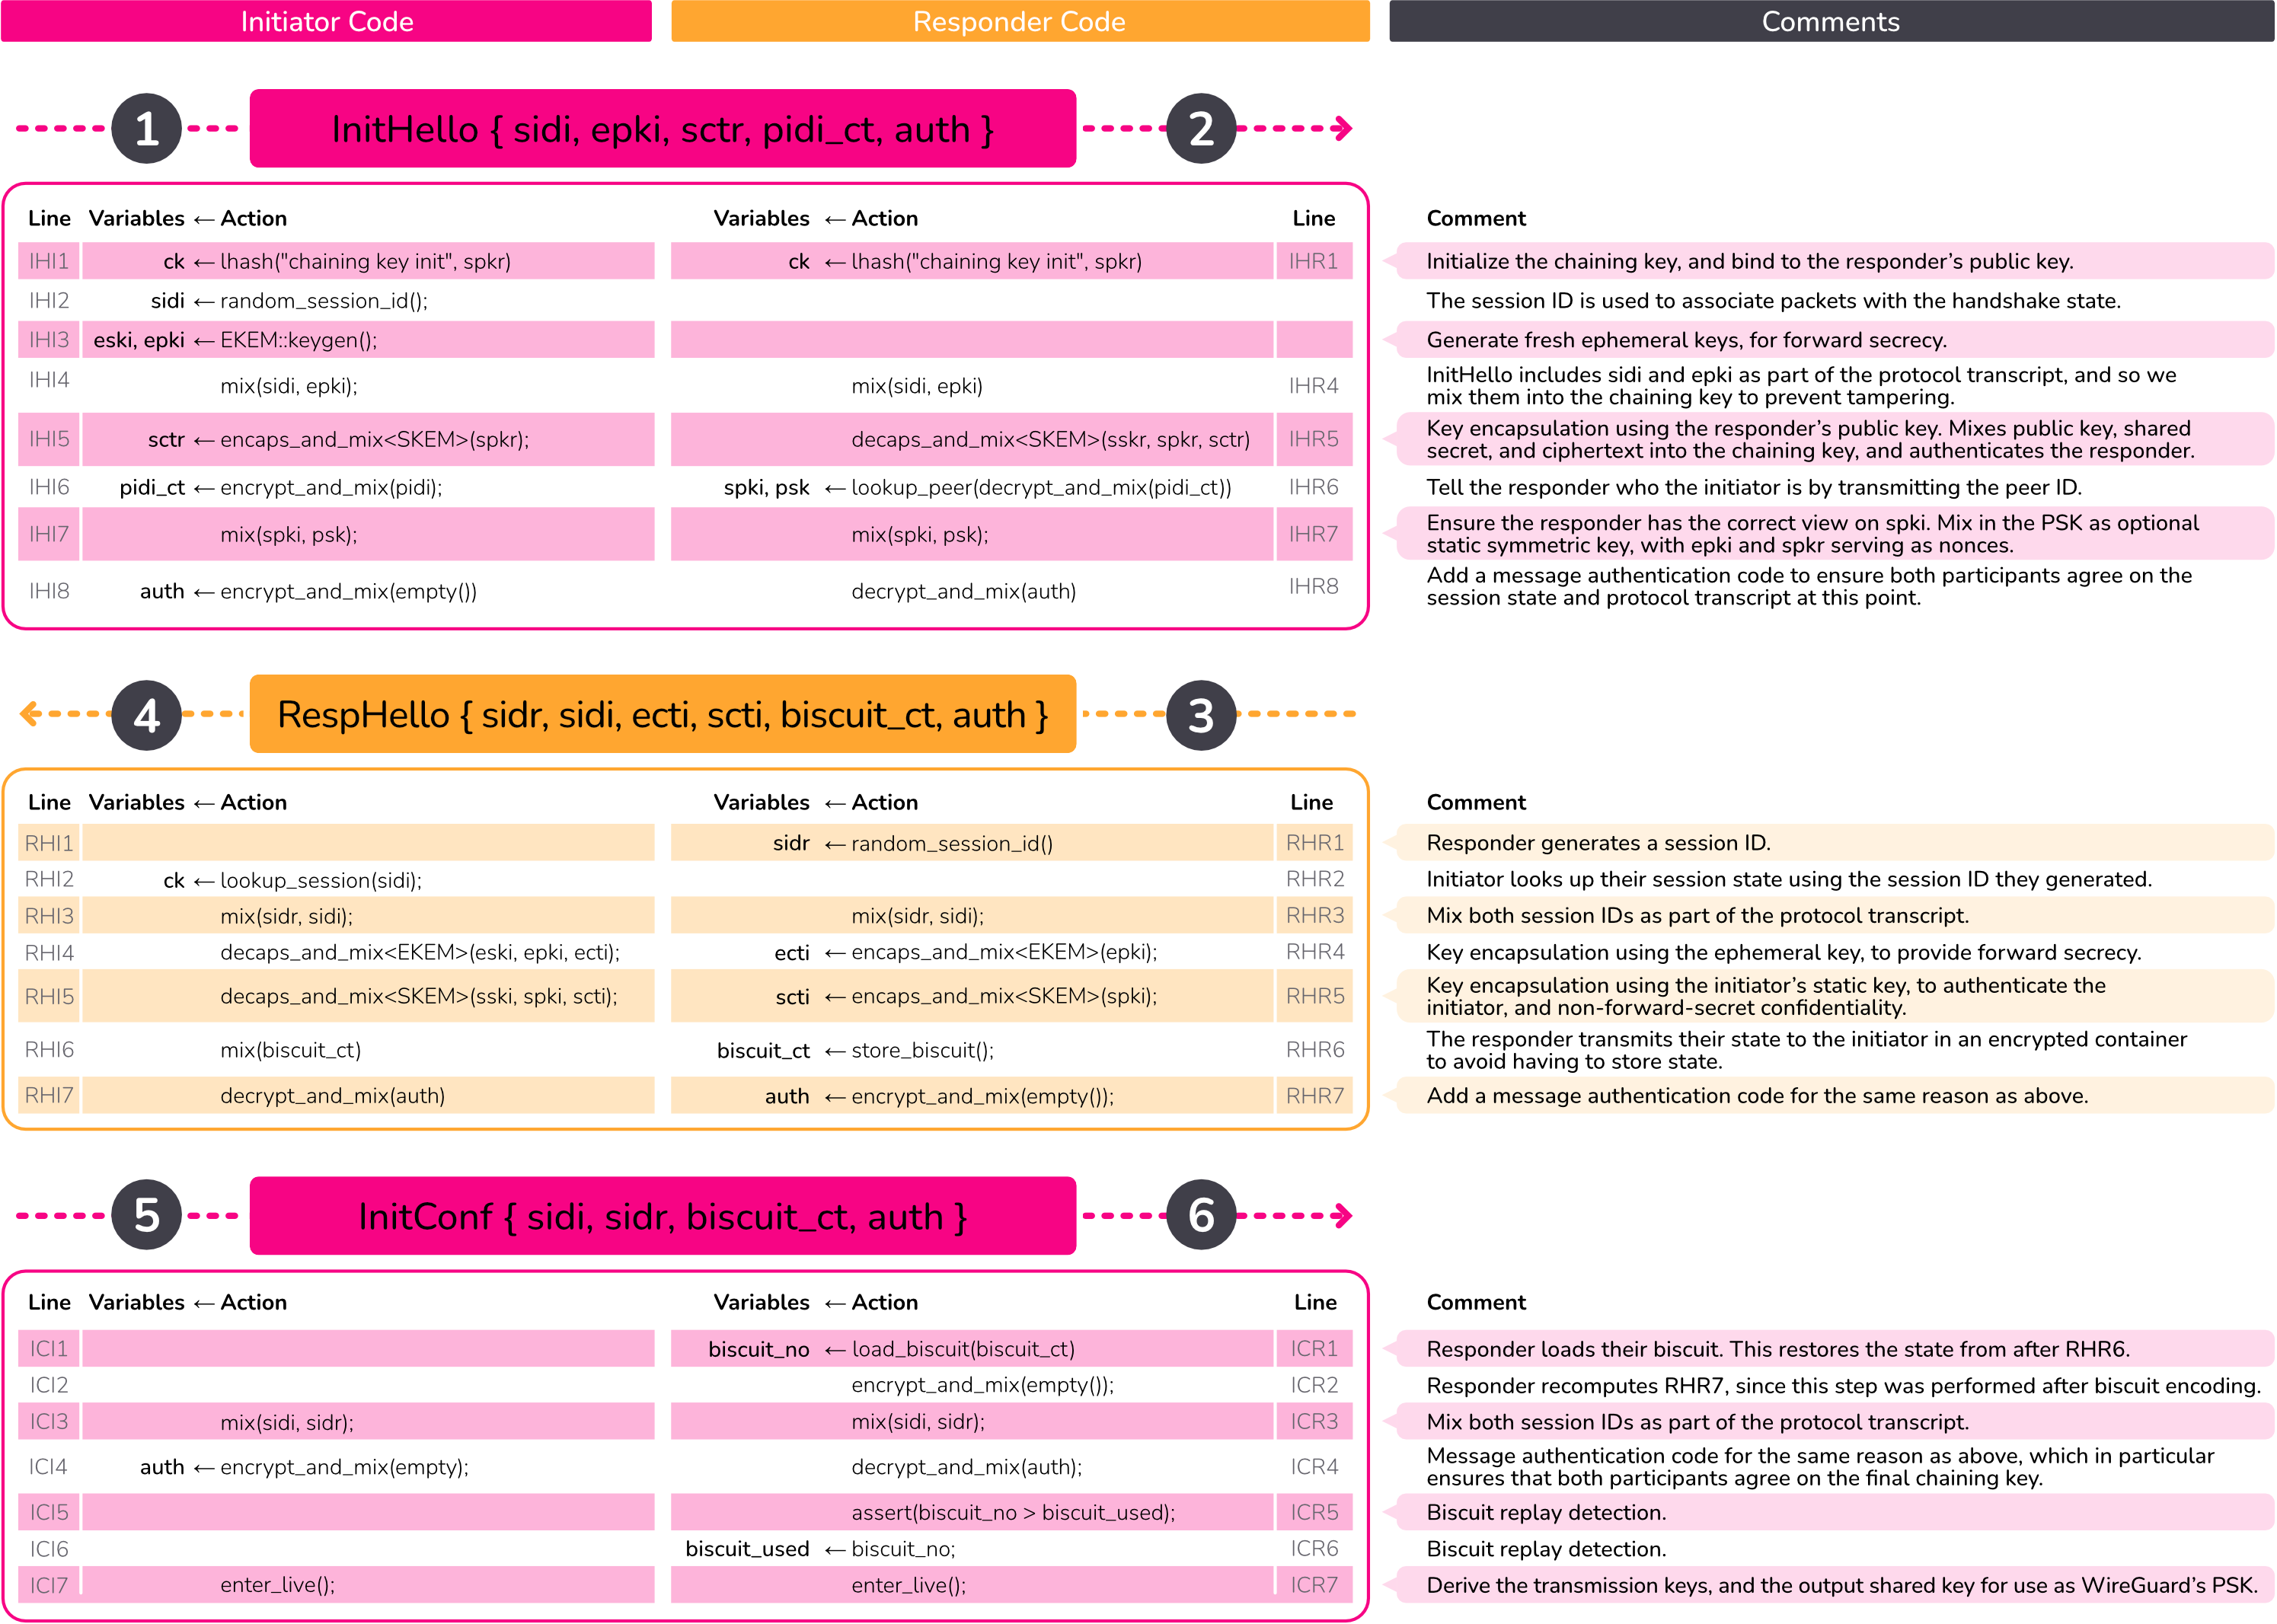 Initiator Code Responder Code Comments
1 InitHello { sidi, epki, sctr, pidi_ct, auth } 2
Line Variables ← Action Variables ← Action Line Comment
IHI1 ck ← lhash("chaining key init", spkr) ck ← lhash("chaining key init", spkr) IHR1 Initialize the chaining key, and bind to the responder’s public key.
IHI2 sidi ← random_session_id(); The session ID is used to associate packets with the handshake state.
IHI3 eski, epki ← EKEM::keygen(); Generate fresh ephemeral keys, for forward secrecy.
IHI4 mix(sidi, epki); mix(sidi, epki) IHR4 InitHello includes sidi and epki as part of the protocol transcript, and so we
mix them into the chaining key to prevent tampering.
IHI5 sctr ← encaps_and_mix<SKEM>(spkr); decaps_and_mix<SKEM>(sskr, spkr, sctr) IHR5 Key encapsulation using the responder’s public key. Mixes public key, shared
secret, and ciphertext into the chaining key, and authenticates the responder.
IHI6 pidi_ct ← encrypt_and_mix(pidi); spki, psk ← lookup_peer(decrypt_and_mix(pidi_ct)) IHR6 Tell the responder who the initiator is by transmitting the peer ID.
IHI7 mix(spki, psk); mix(spki, psk); IHR7 Ensure the responder has the correct view on spki. Mix in the PSK as optional
static symmetric key, with epki and spkr serving as nonces.
IHI8 auth ← encrypt_and_mix(empty()) decrypt_and_mix(auth) IHR8 Add a message authentication code to ensure both participants agree on the
session state and protocol transcript at this point.
4 RespHello { sidr, sidi, ecti, scti, biscuit_ct, auth } 3
Line Variables ← Action Variables ← Action Line Comment
RHI1 sidr ← random_session_id() RHR1 Responder generates a session ID.
RHI2 ck ← lookup_session(sidi); RHR2 Initiator looks up their session state using the session ID they generated.
RHI3 mix(sidr, sidi); mix(sidr, sidi); RHR3 Mix both session IDs as part of the protocol transcript.
RHI4 decaps_and_mix<EKEM>(eski, epki, ecti); ecti ← encaps_and_mix<EKEM>(epki); RHR4 Key encapsulation using the ephemeral key, to provide forward secrecy.
RHI5 decaps_and_mix<SKEM>(sski, spki, scti); scti ← encaps_and_mix<SKEM>(spki); RHR5 Key encapsulation using the initiator’s static key, to authenticate the
initiator, and non-forward-secret confidentiality.
RHI6 mix(biscuit_ct) biscuit_ct ← store_biscuit(); RHR6 The responder transmits their state to the initiator in an encrypted container
to avoid having to store state.
RHI7 decrypt_and_mix(auth) auth ← encrypt_and_mix(empty()); RHR7 Add a message authentication code for the same reason as above.
5 InitConf { sidi, sidr, biscuit_ct, auth } 6
Line Variables ← Action Variables ← Action Line Comment
ICI1 biscuit_no ← load_biscuit(biscuit_ct) ICR1 Responder loads their biscuit. This restores the state from after RHR6.
ICI2 encrypt_and_mix(empty()); ICR2 Responder recomputes RHR7, since this step was performed after biscuit encoding.
ICI3 mix(sidi, sidr); mix(sidi, sidr); ICR3 Mix both session IDs as part of the protocol transcript.
ICI4 auth ← encrypt_and_mix(empty); decrypt_and_mix(auth); ICR4 Message authentication code for the same reason as above, which in particular
ensures that both participants agree on the final chaining key.
ICI5 assert(biscuit_no > biscuit_used); ICR5 Biscuit replay detection.
ICI6 biscuit_used ← biscuit_no; ICR6 Biscuit replay detection.
ICI7 enter_live(); enter_live(); ICR7 Derive the transmission keys, and the output shared key for use as WireGuard’s PSK.